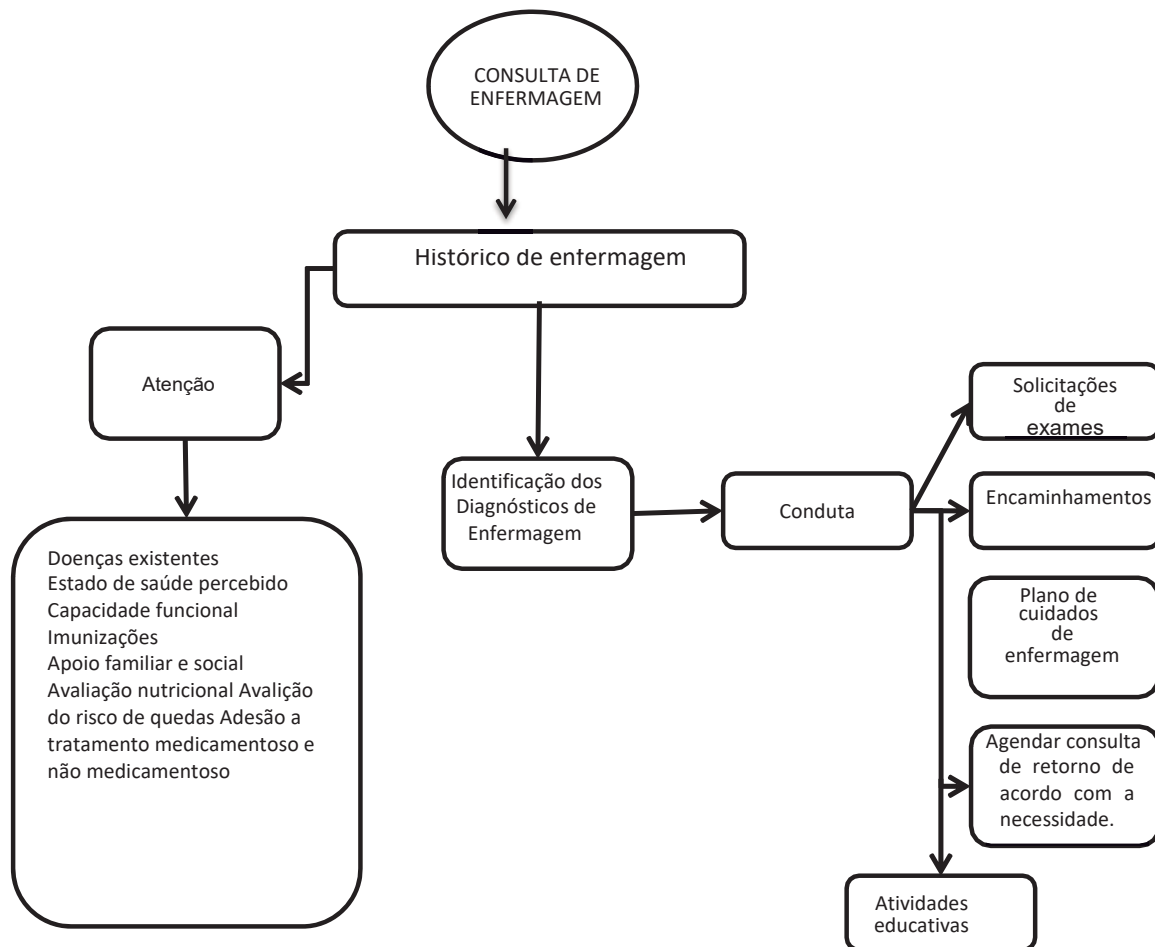 CONSULTA DE
ENFERMAGEM
Histórico de enfermagem
Atenção
Doenças existentes
Estado de saúde percebido
Capacidade funcional
Imunizações
Apoio familiar e social
Avaliação nutricional Avalição
do risco de quedas Adesão a
tratamento medicamentoso e
não medicamentoso
Identificação dos
Diagnósticos de
Enfermagem
Conduta
Solicitações
de
exames
Encaminhamentos
Plano de
cuidados
de
enfermagem
Agendar consulta
de retorno de
acordo com a
necessidade.
Atividades
educativas